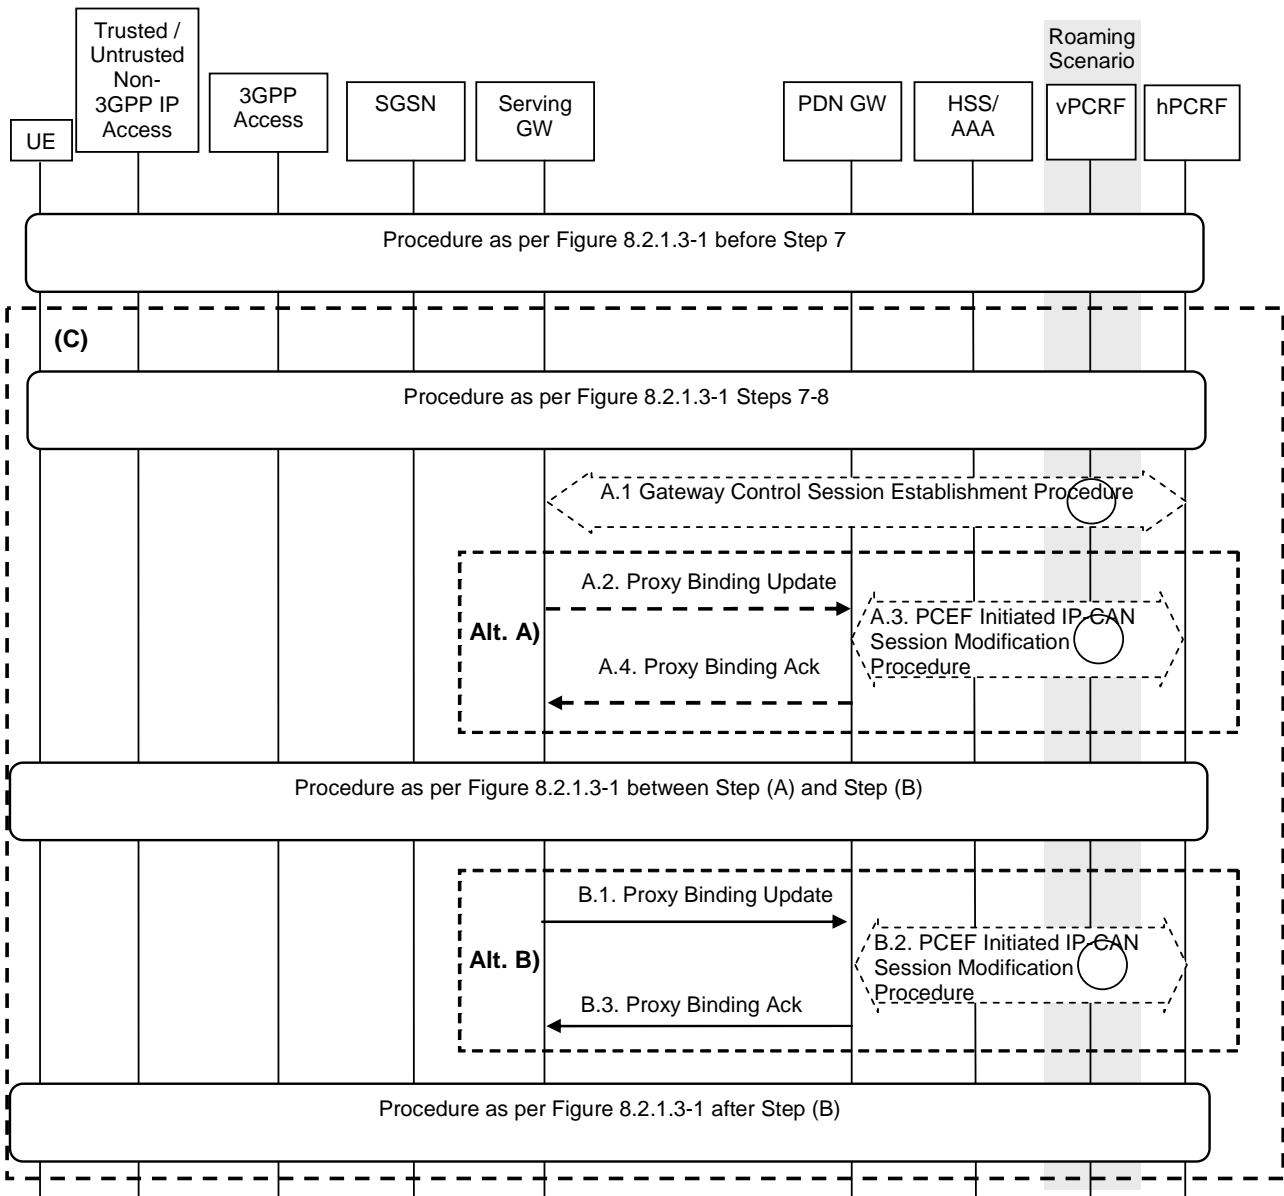 Trusted /
Untrusted
Non-
3GPP IP
Access
Roaming
Scenario
UE
3GPP
Access
SGSN
Serving
GW
PDN GW
HSS/
AAA
vPCRF
hPCRF
Procedure as per Figure 8.2.1.3-1 before Step 7
(C)
Procedure as per Figure 8.2.1.3-1 Steps 7-8
A.1 Gateway Control Session Establishment Procedure
A.2. Proxy Binding Update
Alt. A)
A.3. PCEF Initiated IP-CAN
Session Modification
Procedure
A.4. Proxy Binding Ack
Procedure as per Figure 8.2.1.3-1 between Step (A) and Step (B)
B.1. Proxy Binding Update
Alt. B)
B.2. PCEF Initiated IP-CAN
Session Modification
Procedure
B.3. Proxy Binding Ack
Procedure as per Figure 8.2.1.3-1 after Step (B)